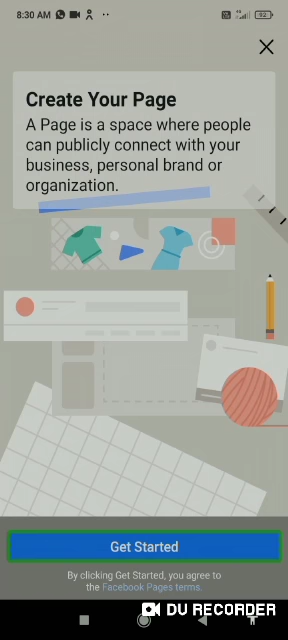 8:30 AM
92
Create Your Page
A Page is a space where people
can publicly connect with your
business, personal brand or
organization.
Get Started
By clicking Get Started, you agree to
the Facebook Pages terms.
DU RECORDER